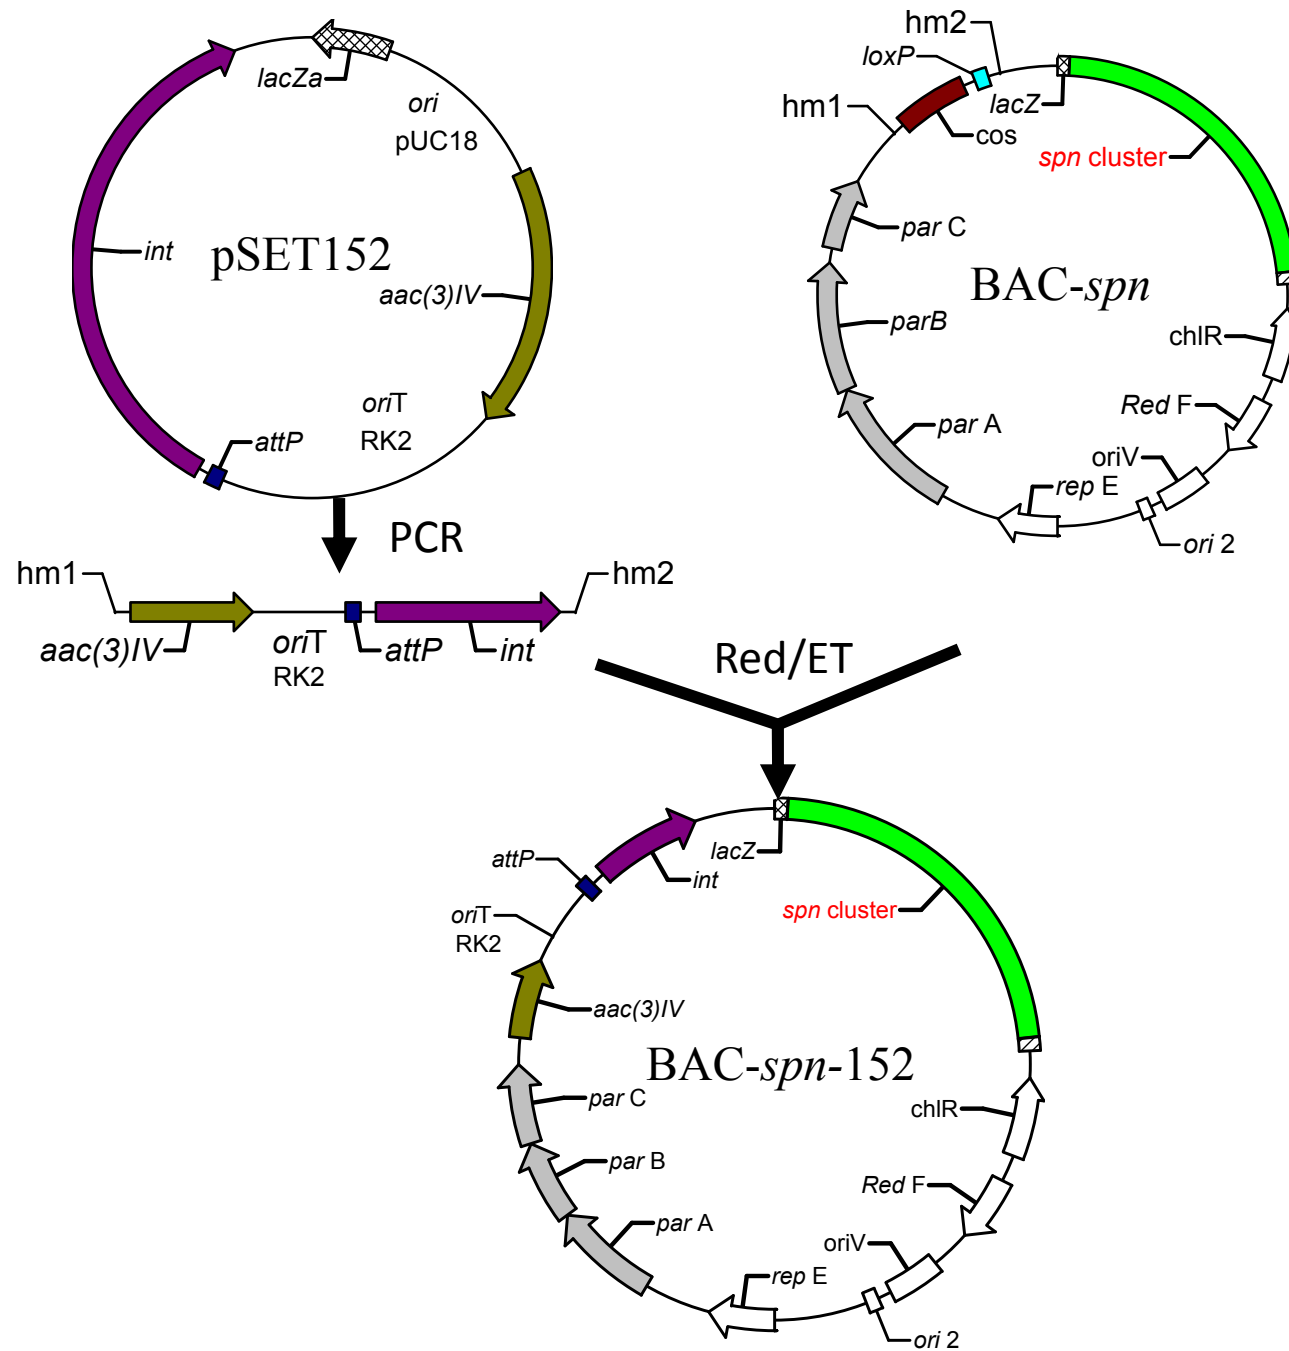 lacZa
ori
pUC18
int
pSET152
aac(3)IV
oriT
RK2
attP
PCR
hm2
loxP
hm1
lacZ
cos
spn cluster
par C
BAC-spn
parB
chlR
Red F
par A
oriV
rep E
ori 2
hm1
hm2
aac(3)IV
oriT
RK2
attP
int
Red/ET
attP
lacZ
int
oriT
RK2
spn cluster
aac(3)IV
BAC-spn-152
par C
chlR
par B
Red F
par A
oriV
rep E
ori 2